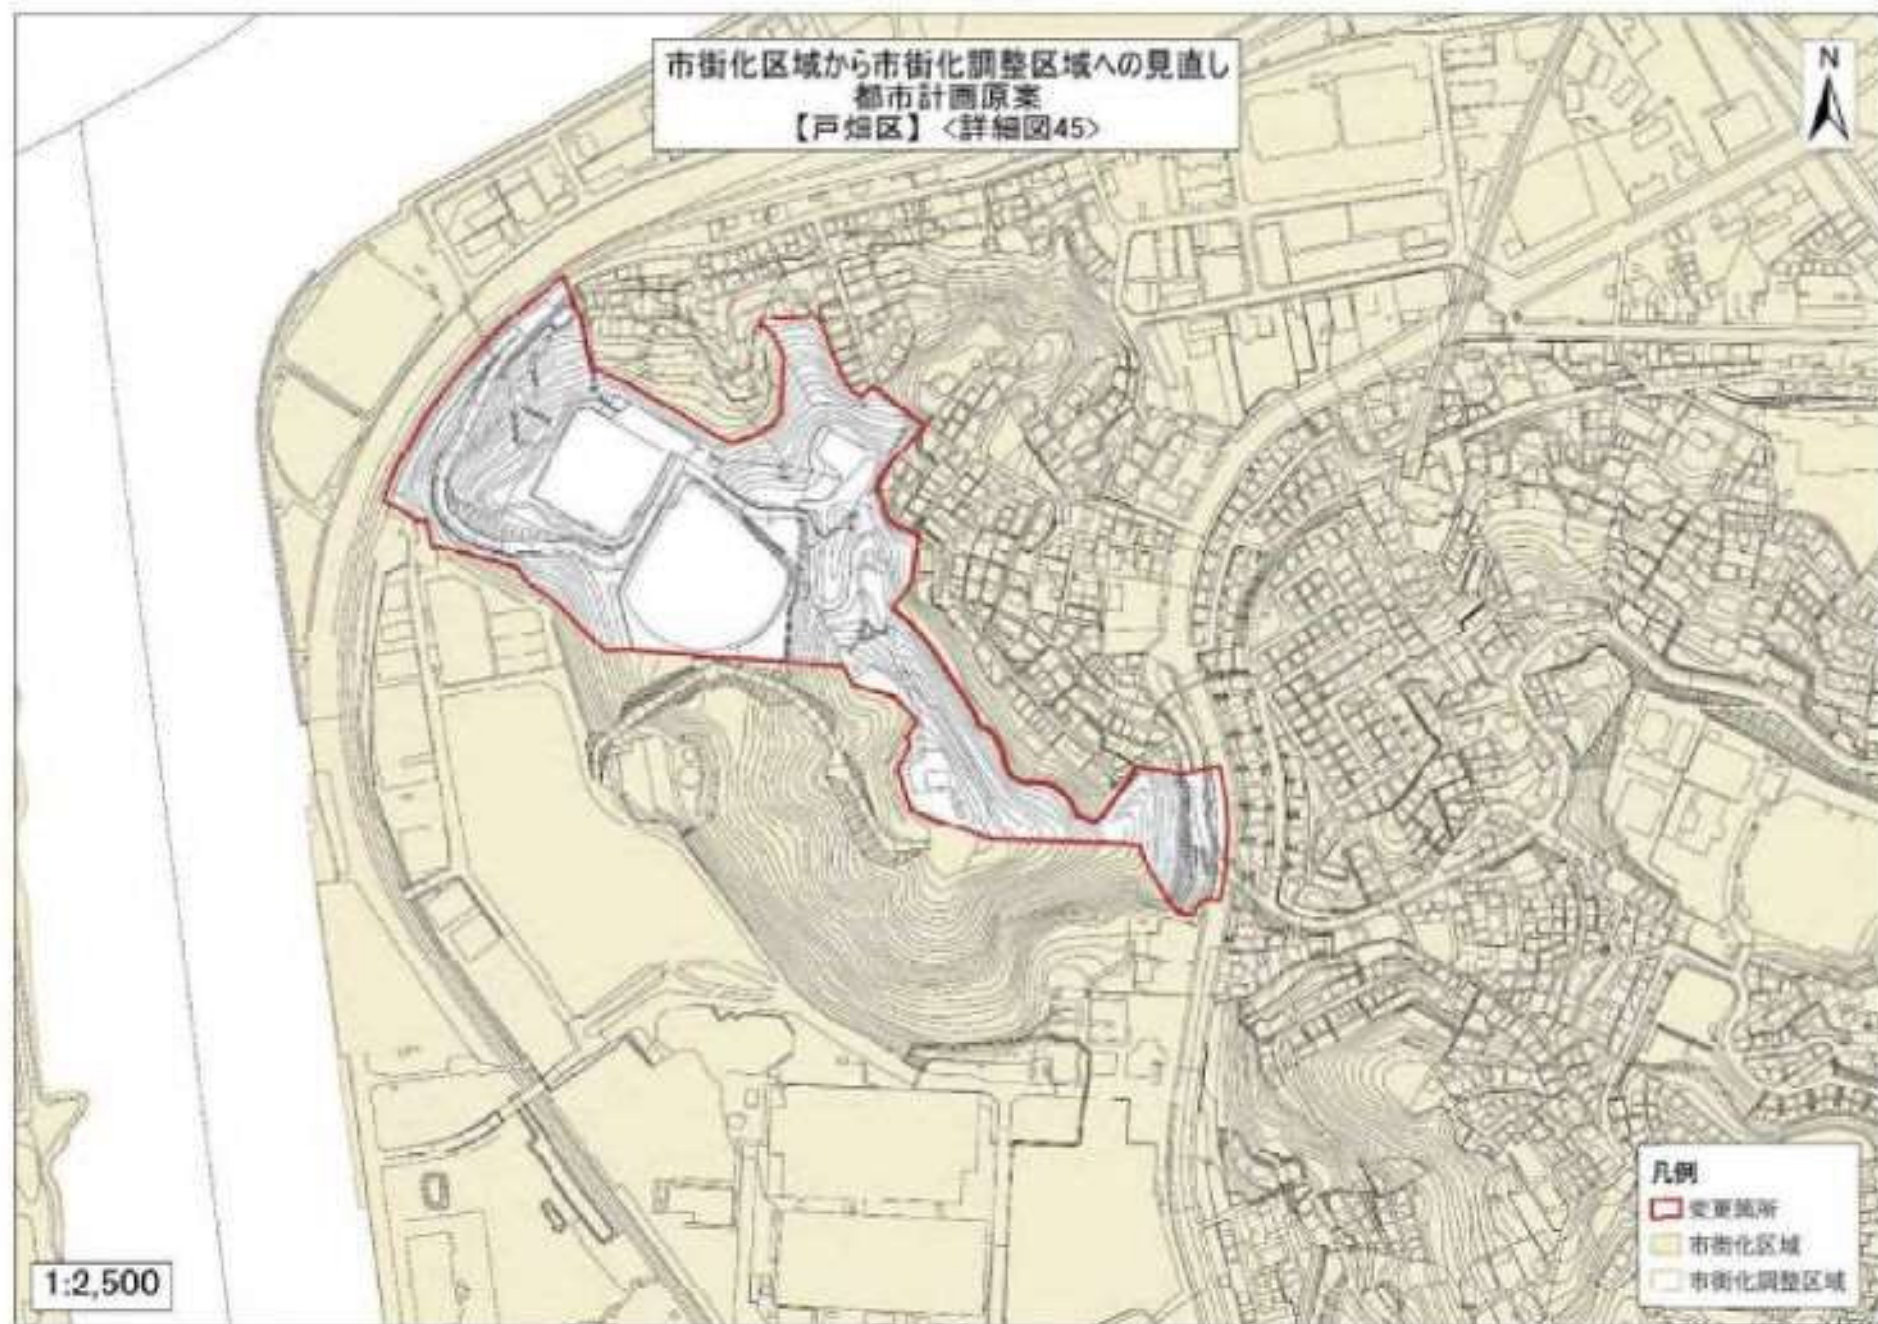 市街化区域から市街化調整区域への見直し
都市計画原案
【戸畑区】<詳細図45>
N
凡例
変更箇所
市街化区域
市街化調整区域
1:2,500